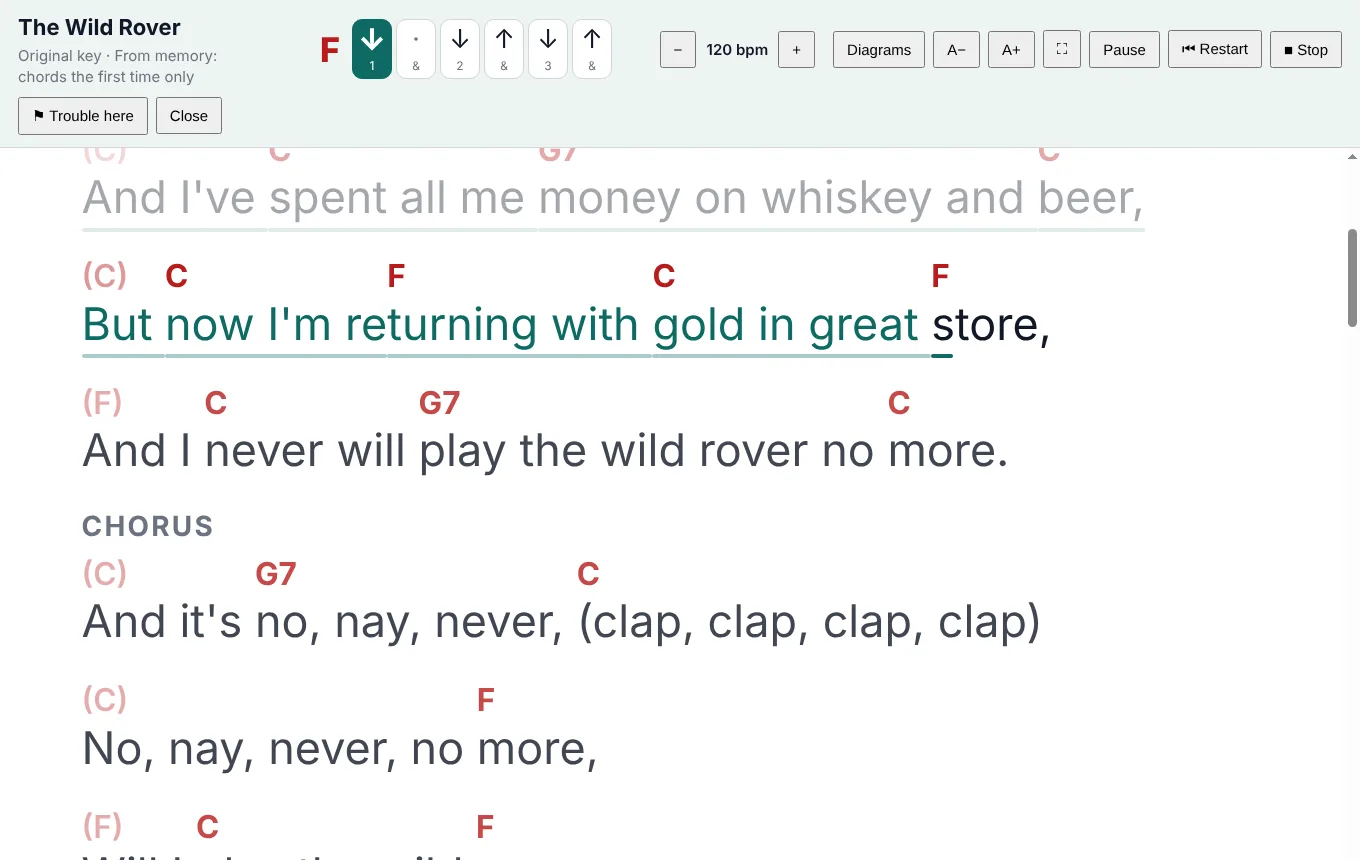 The Wild Rover
Original key · From memory:
chords the first time only
⚑ Trouble here Close
F ↓ · ↓ ↑ ↓ ↑
1 & 2 & 3 &
− 120 bpm + Diagrams A− A+ ⛶ Pause ⏮ Restart ■ Stop
(C) C G7 C
And I've spent all me money on whiskey and beer,
(C) C F C F
But now I'm returning with gold in great store,
(F) C G7 C
And I never will play the wild rover no more.
CHORUS
(C) G7 C
And it's no, nay, never, (clap, clap, clap, clap)
(C) F
No, nay, never, no more,
(F) C F